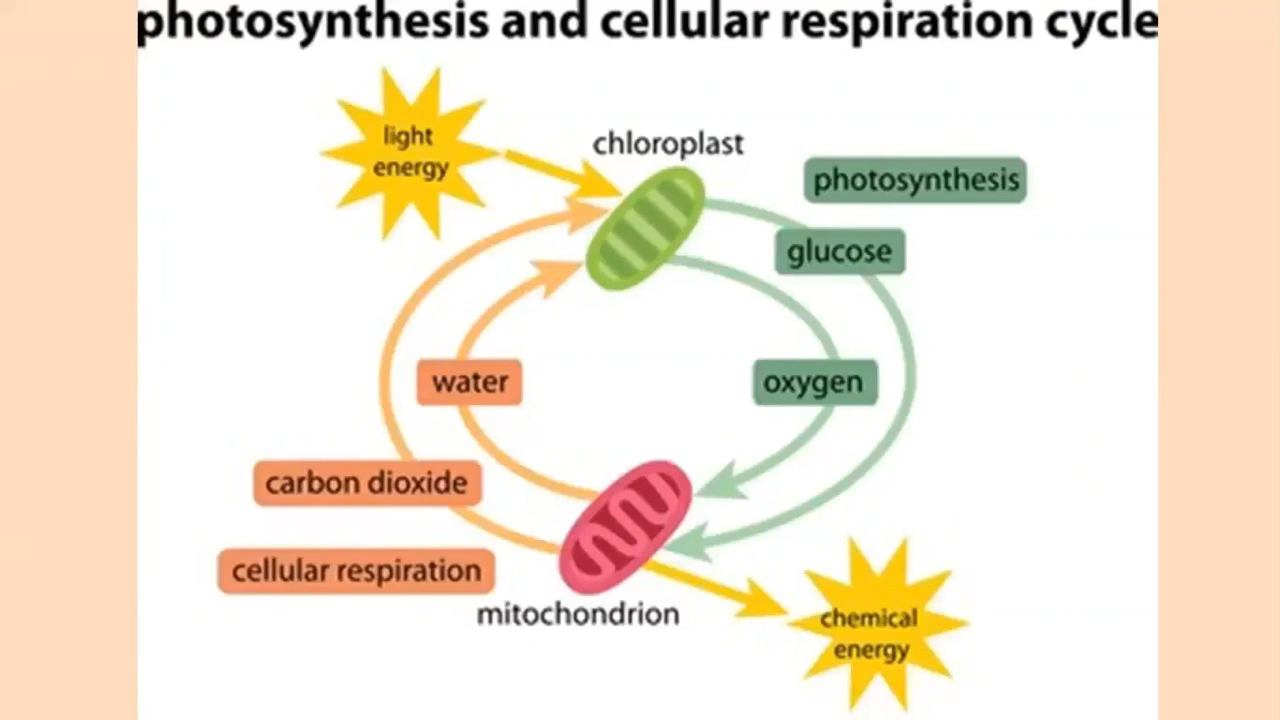 photosynthesis and cellular respiration cycle
light
energy
chloroplast
photosynthesis
glucose
water
oxygen
carbon dioxide
cellular respiration
mitochondrion
chemical
energy